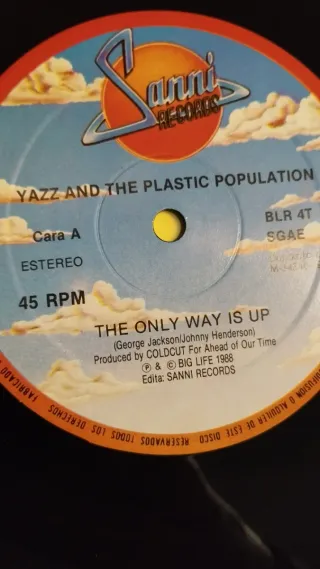 Sanni
RECORDS
YAZZ AND THE PLASTIC POPULATION
Cara A
BLR 4T
ESTEREO
SGAE
45 RPM
THE ONLY WAY IS UP
(George Jackson/Johnny Henderson)
Produced by COLDCUT For Ahead of Our Time
Ⓟ & © BIG LIFE 1988
Edita: SANNI RECORDS
FABRICADO
TODOS LOS DERECHOS RESERVADOS
DIFUSION O ALQUILER DE ESTE DISCO